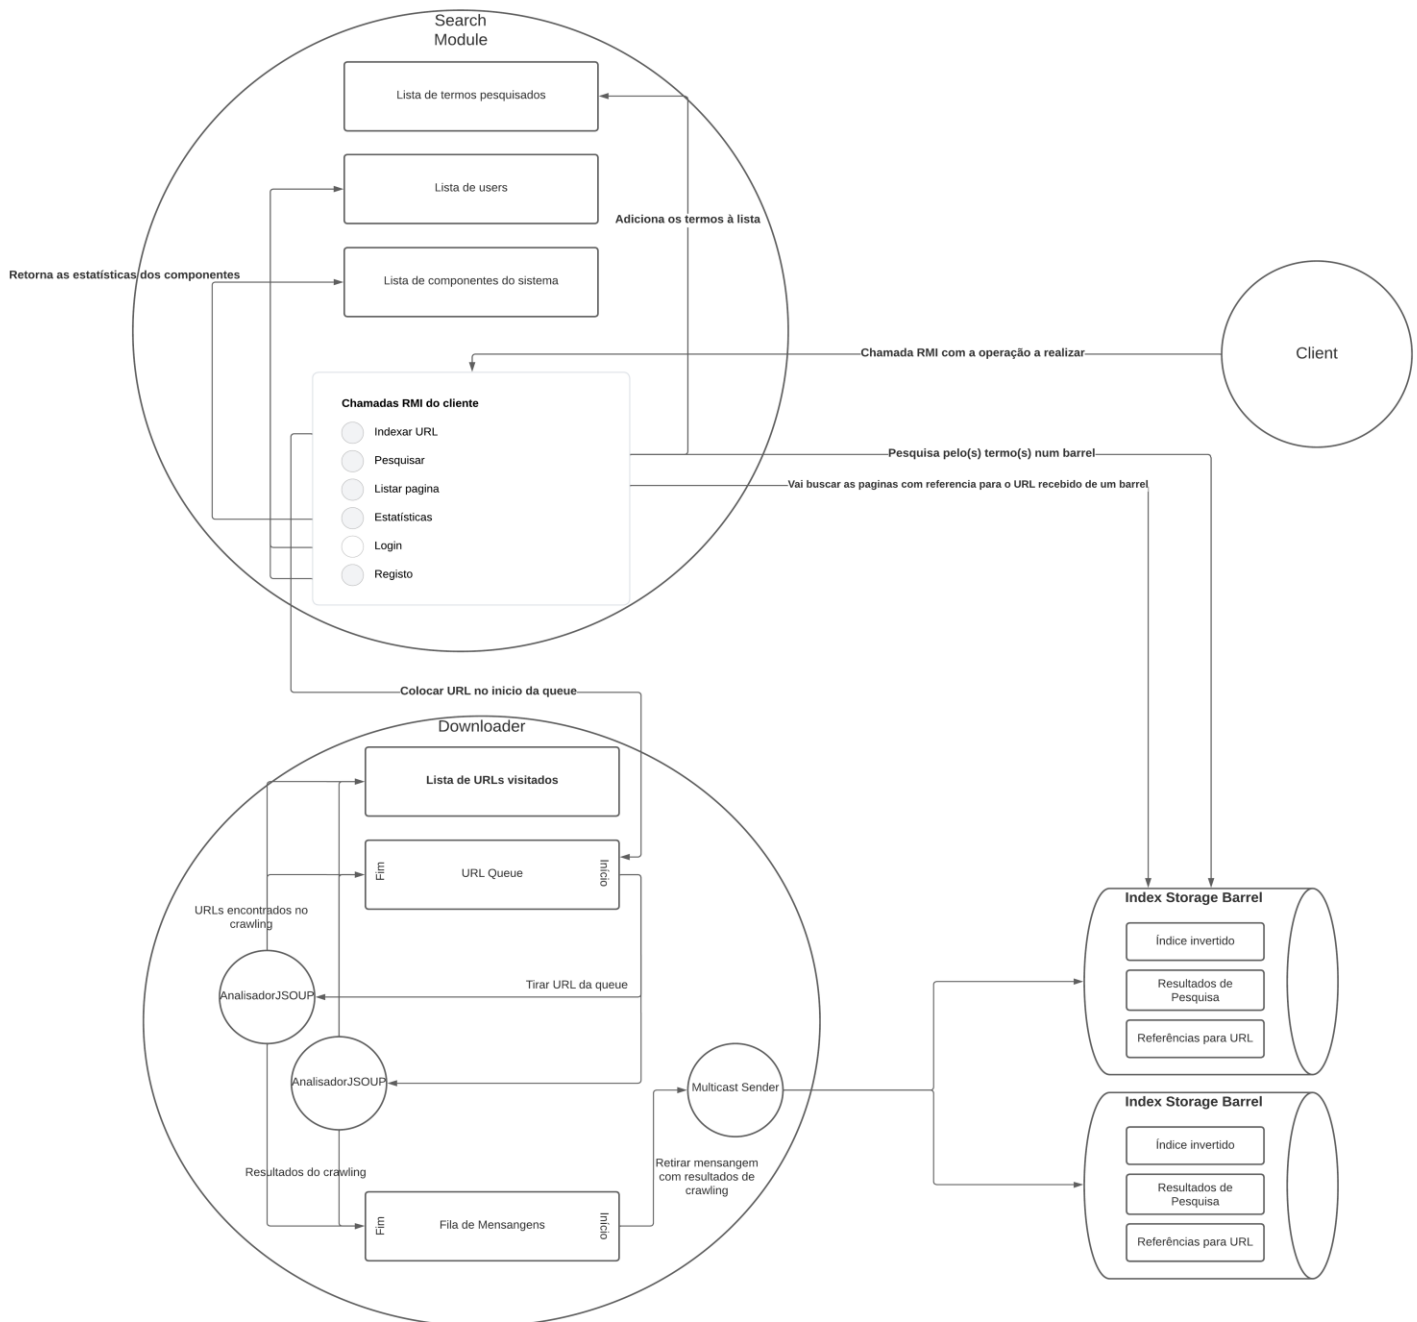 Search
Module
Lista de termos pesquisados
Lista de users
Adiciona os termos à lista
Retorna as estatísticas dos componentes
Lista de componentes do sistema
Chamada RMI com a operação a realizar
Client
Chamadas RMI do cliente
Indexar URL
Pesquisar
Listar pagina
Estatísticas
Login
Registo
Pesquisa pelo(s) termo(s) num barrel
Vai buscar as paginas com referencia para o URL recebido de um barrel
Colocar URL no inicio da queue
Downloader
Lista de URLs visitados
Fim
URL Queue
Início
URLs encontrados no
crawling
Tirar URL da queue
AnalisadorJSOUP
AnalisadorJSOUP
Multicast Sender
Resultados do crawling
Retirar mensangem
com resultados de
crawling
Fim
Fila de Mensangens
Início
Index Storage Barrel
Índice invertido
Resultados de
Pesquisa
Referências para URL
Index Storage Barrel
Índice invertido
Resultados de
Pesquisa
Referências para URL